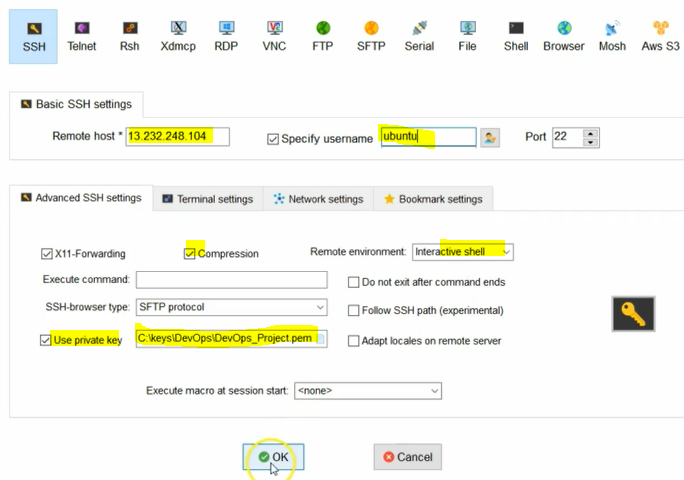 SSH Telnet Rsh Xdmcp RDP VNC FTP SFTP Serial File Shell Browser Mosh Aws S3
Basic SSH settings
Remote host * 13.232.248.104 Specify username ubuntu Port 22
Advanced SSH settings Terminal settings Network settings Bookmark settings
X11-Forwarding Compression Remote environment: Interactive shell
Execute command: Do not exit after command ends
SSH-browser type: SFTP protocol Follow SSH path (experimental)
Use private key C:\keys\DevOps\DevOps_Project.pem Adapt locales on remote server
Execute macro at session start: <none>
OK Cancel